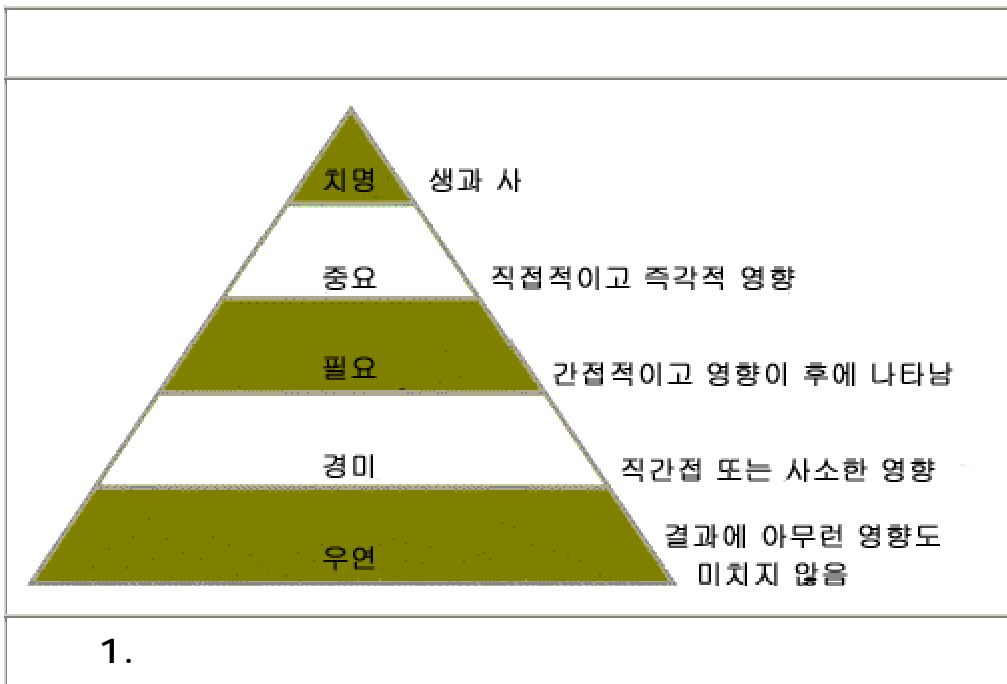 치명 생과 사
중요 직접적이고 즉각적 영향
필요 간접적이고 영향이 후에 나타남
경미 직간접 또는 사소한 영향
우연 결과에 아무런 영향도
미치지 않음
1.